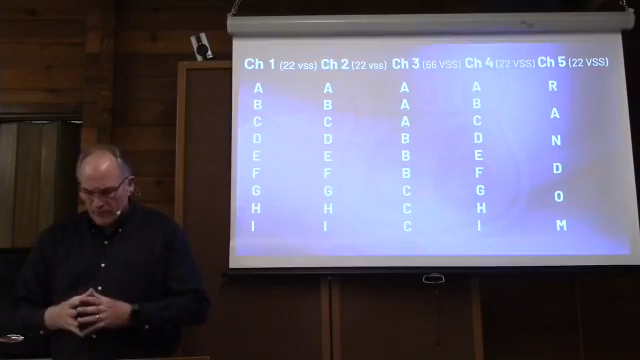 Ch 1 (22 vss) Ch 2 (22 vss) Ch 3 (66 VSS) Ch 4 (22 VSS) Ch 5 (22 VSS)
A A A A R
B B A B A
C C A C N
D D B D D
E E B E O
F F B F M
G G C G
H H C H
I I C I